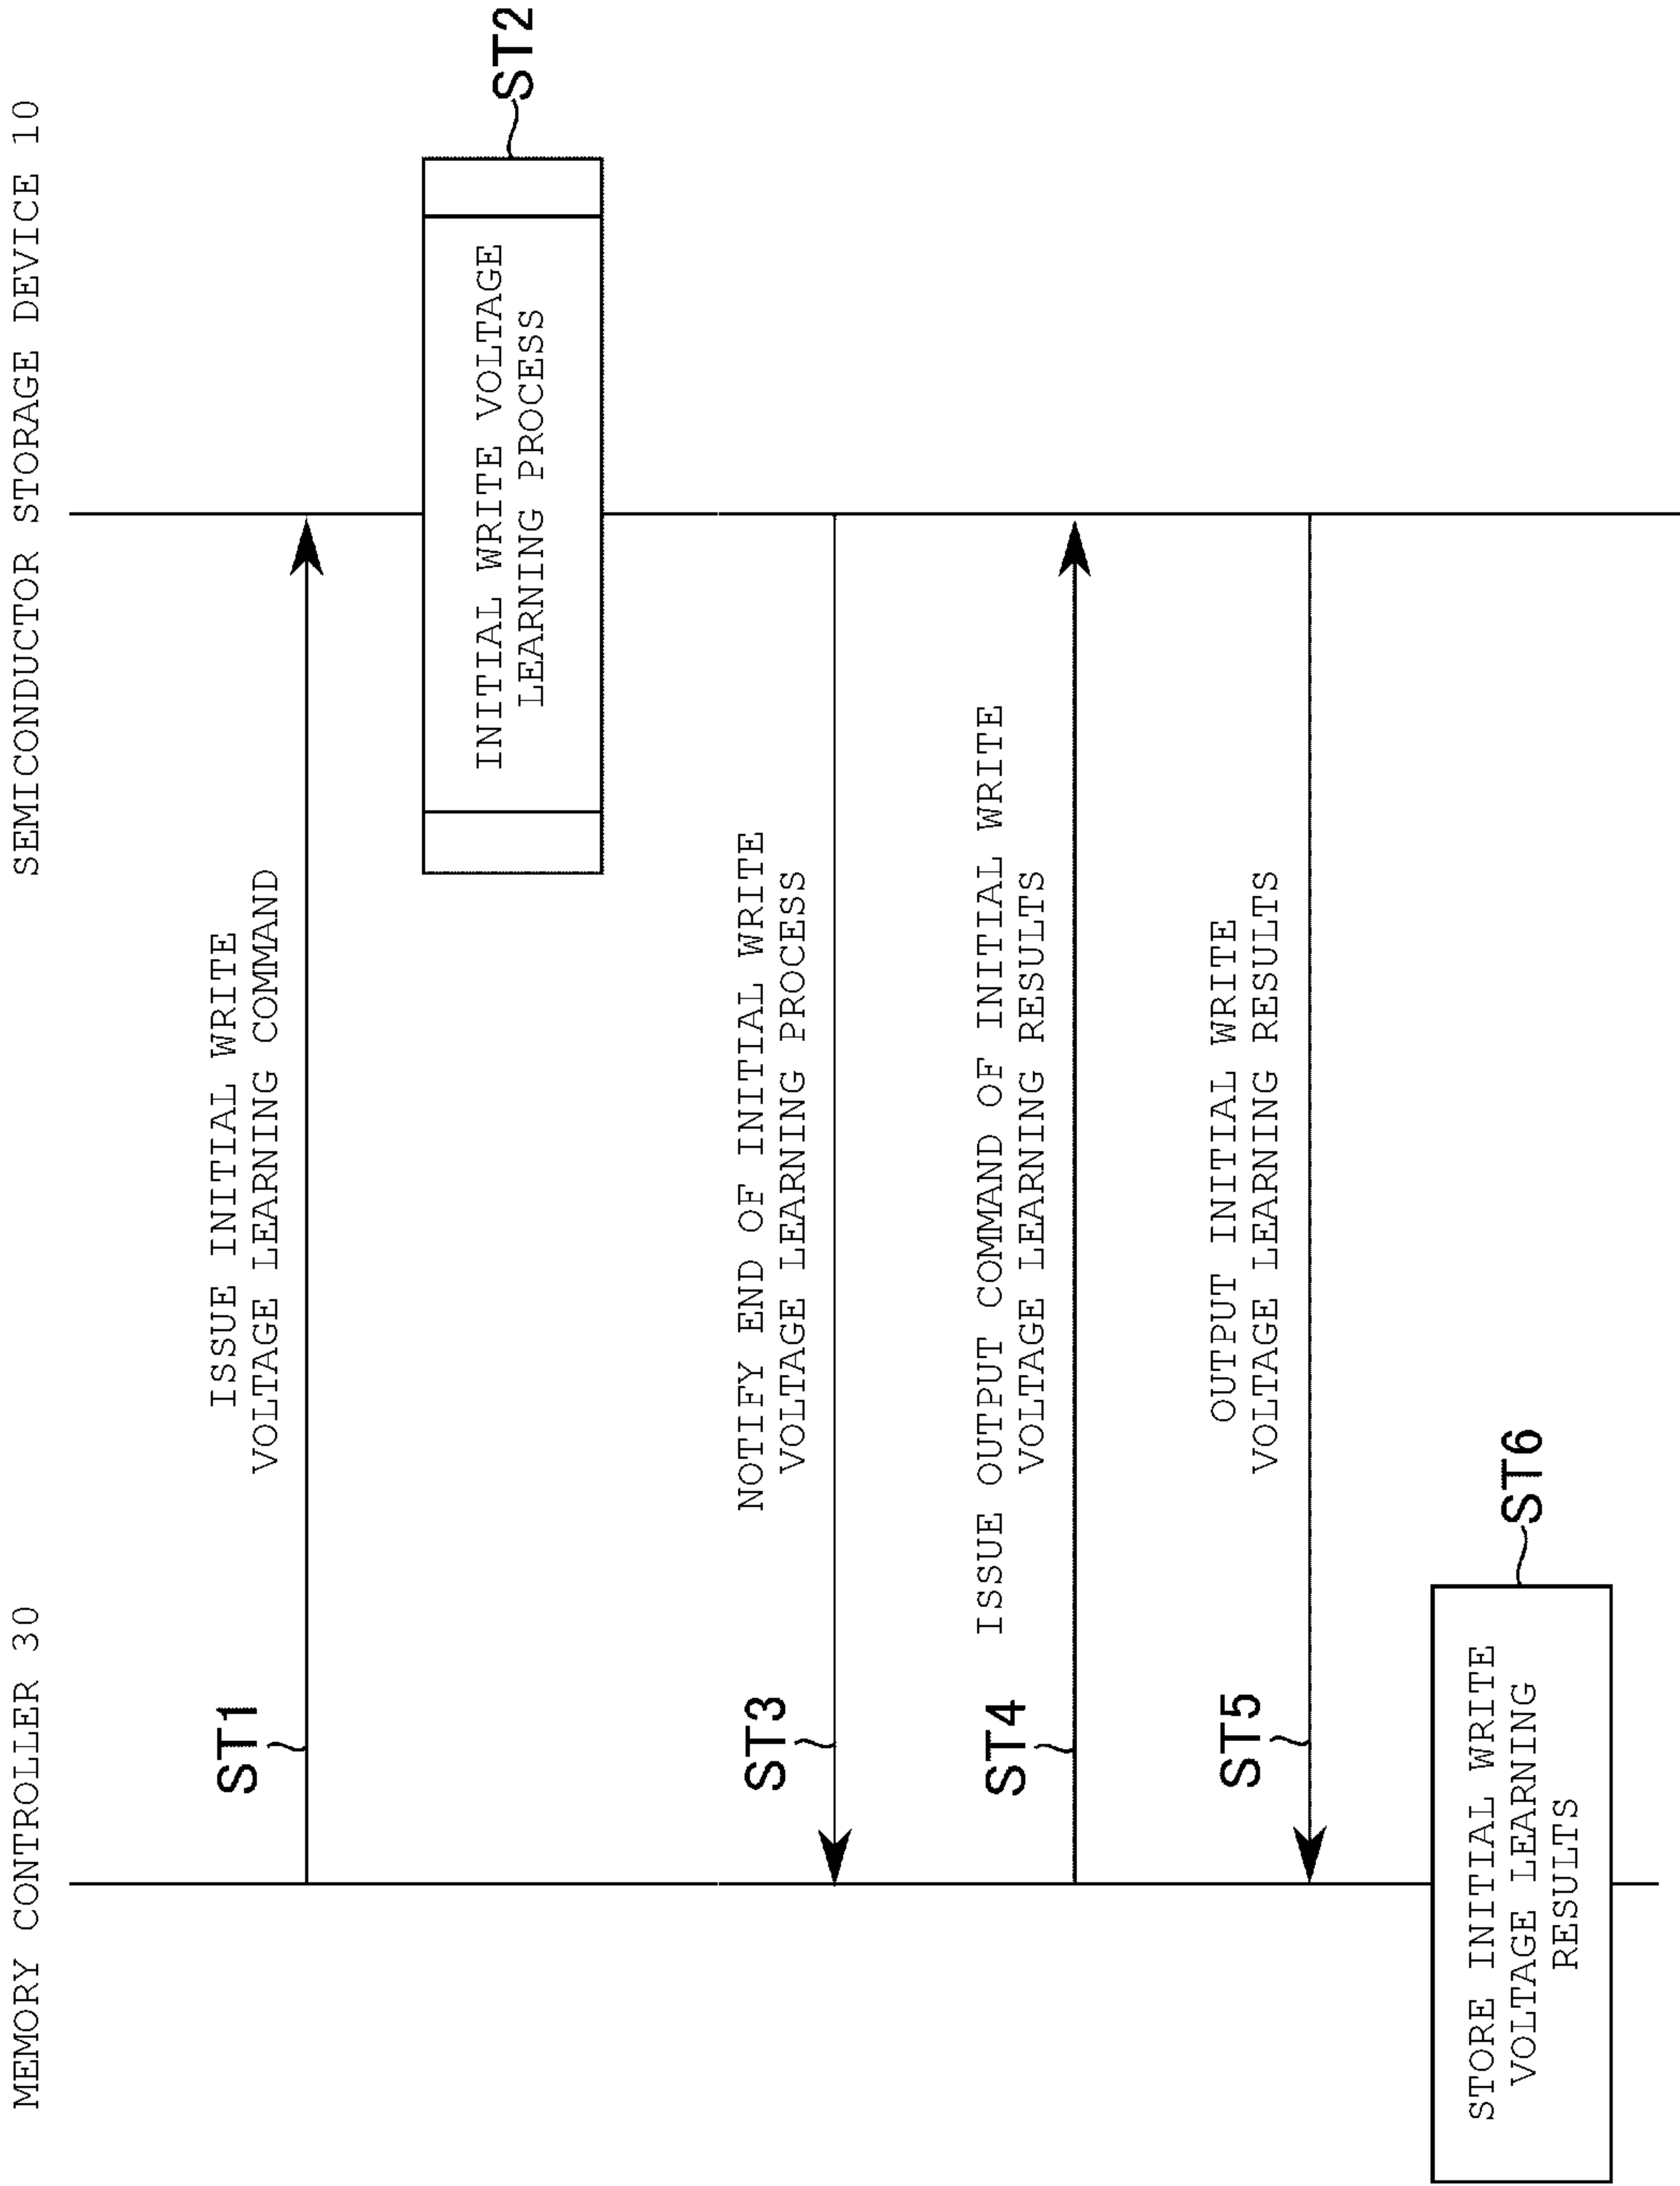 MEMORY CONTROLLER 30
SEMICONDUCTOR STORAGE DEVICE 10
ST1
ISSUE INITIAL WRITE
VOLTAGE LEARNING COMMAND
INITIAL WRITE VOLTAGE
LEARNING PROCESS
ST2
ST3
NOTIFY END OF INITIAL WRITE
VOLTAGE LEARNING PROCESS
ST4
ISSUE OUTPUT COMMAND OF INITIAL WRITE
VOLTAGE LEARNING RESULTS
ST5
OUTPUT INITIAL WRITE
VOLTAGE LEARNING RESULTS
STORE INITIAL WRITE
VOLTAGE LEARNING
RESULTS
ST6